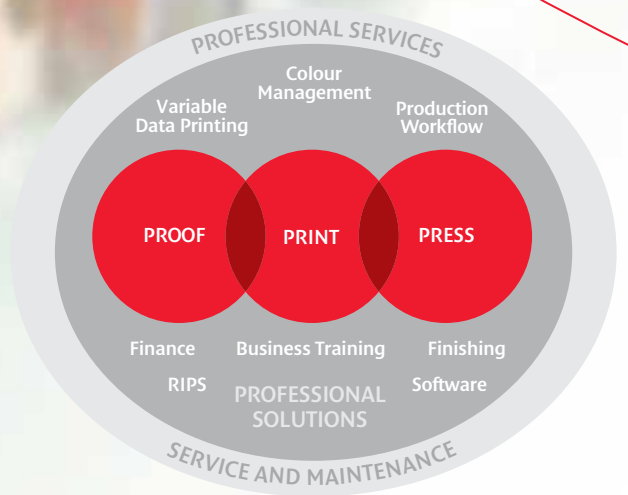 PROFESSIONAL SERVICES
Colour
Management
Variable
Data Printing
Production
Workflow
PROOF
PRINT
PRESS
Finance
Business Training
Finishing
RIPS
PROFESSIONAL
SOLUTIONS
Software
SERVICE AND MAINTENANCE